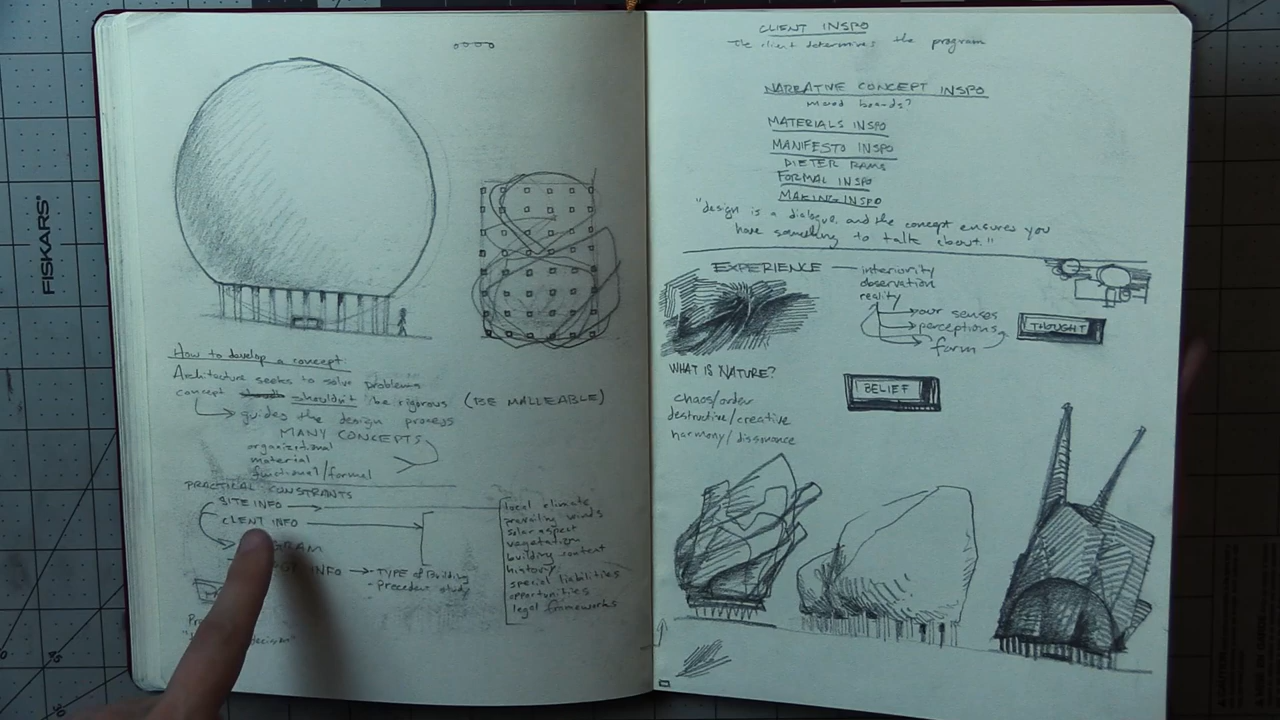 FISKARS
How to develop a concept:
Architecture seeks to solve problems
concept shouldn't be rigorous (BE MALLEABLE)
guides the design process
MANY CONCEPTS
organizational
material
functional/formal
PRACTICAL CONSTRANTS
SITE INFO
CLIENT INFO
GRAM
INFO → TYPE of Building
- Precedent study
local climate
prevailing winds
solar aspect
vegetation
building context
history
special liabilities
opportunities
legal frameworks
CLIENT INSPO
The client determines the program
NARRATIVE CONCEPT INSPO
mood boards?
MATERIALS INSPO
MANIFESTO INSPO
DIETER RAMS
FORMAL INSPO
MAKING INSPO
"design is a dialogue, and the concept ensures you
have something to talk about."
EXPERIENCE — interiority
observation
reality
our senses
perceptions
form
THOUGHT
WHAT IS NATURE?
BELIEF
chaos/order
destructive/creative
harmony/dissonance